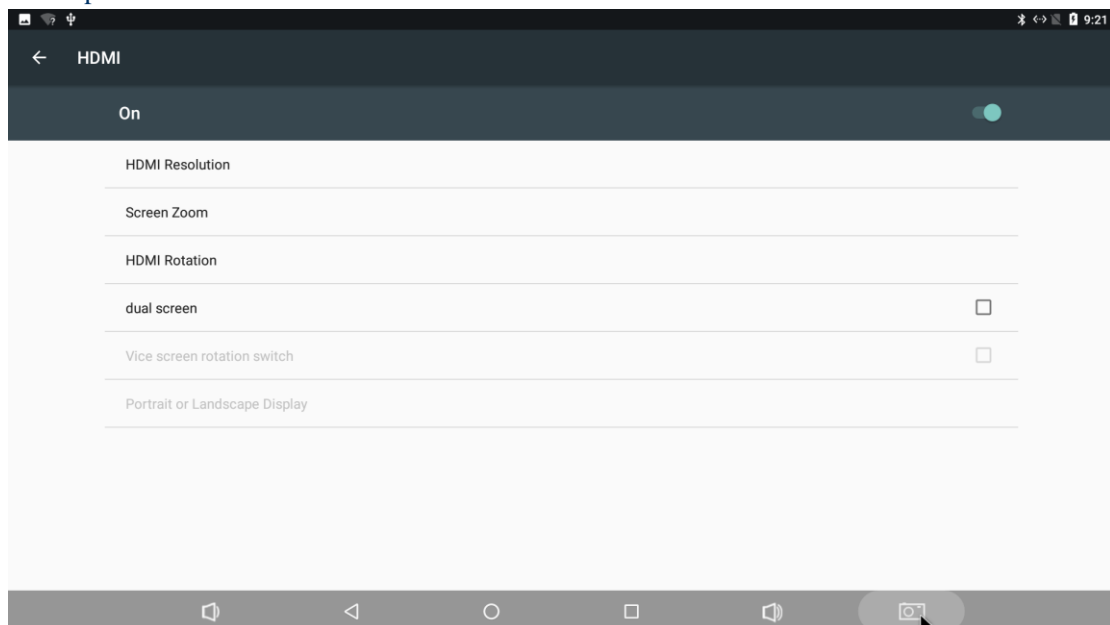 9:21
HDMI
On
HDMI Resolution
Screen Zoom
HDMI Rotation
dual screen
Vice screen rotation switch
Portrait or Landscape Display